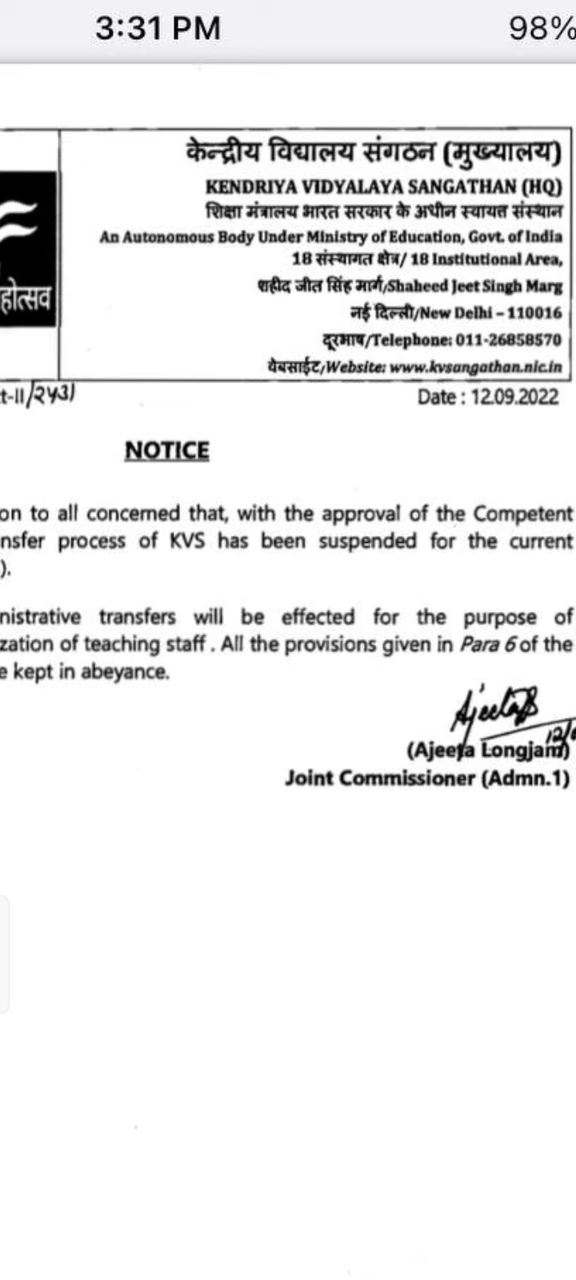 3:31 PM 98%
केन्द्रीय विद्यालय संगठन (मुख्यालय)
KENDRIYA VIDYALAYA SANGATHAN (HQ)
शिक्षा मंत्रालय भारत सरकार के अधीन स्वायत संस्थान
An Autonomous Body Under Ministry of Education, Govt. of India
18 संस्थागत क्षेत्र/ 18 Institutional Area,
शहीद जीत सिंह मार्ग/Shaheed Jeet Singh Marg
नई दिल्ली/New Delhi – 110016
दूरभाष/Telephone: 011-26858570
वेबसाईट/Website: www.kvsangathan.nic.in
होत्सव
t-II/2431 Date : 12.09.2022
NOTICE
on to all concerned that, with the approval of the Competent
nsfer process of KVS has been suspended for the current
).
nistrative transfers will be effected for the purpose of
zation of teaching staff . All the provisions given in Para 6 of the
e kept in abeyance.
(Ajeeta Longjam)
Joint Commissioner (Admn.1)